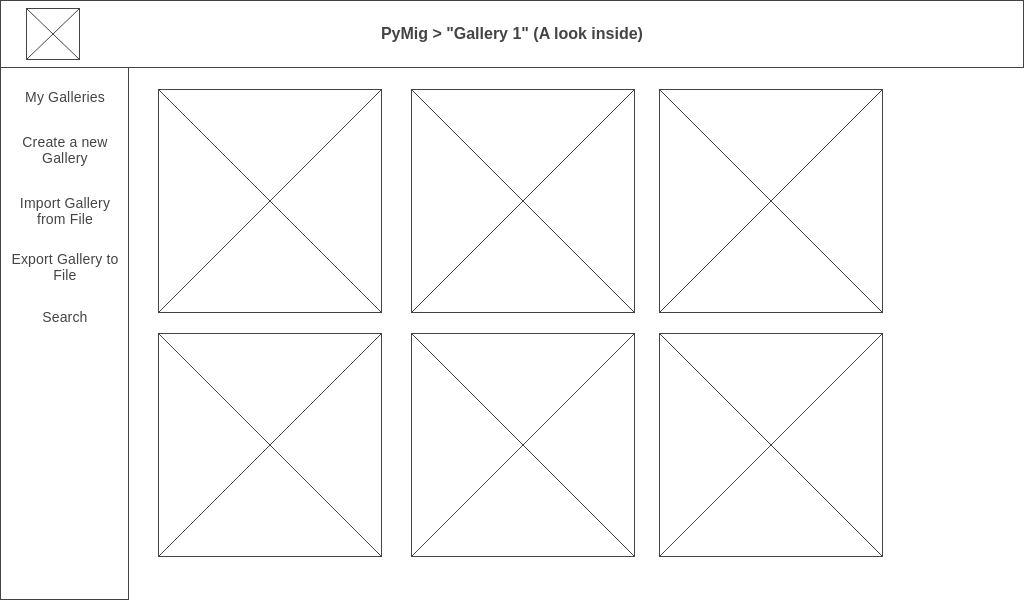 PyMig > "Gallery 1" (A look inside)
My Galleries
Create a new
Gallery
Import Gallery
from File
Export Gallery to
File
Search